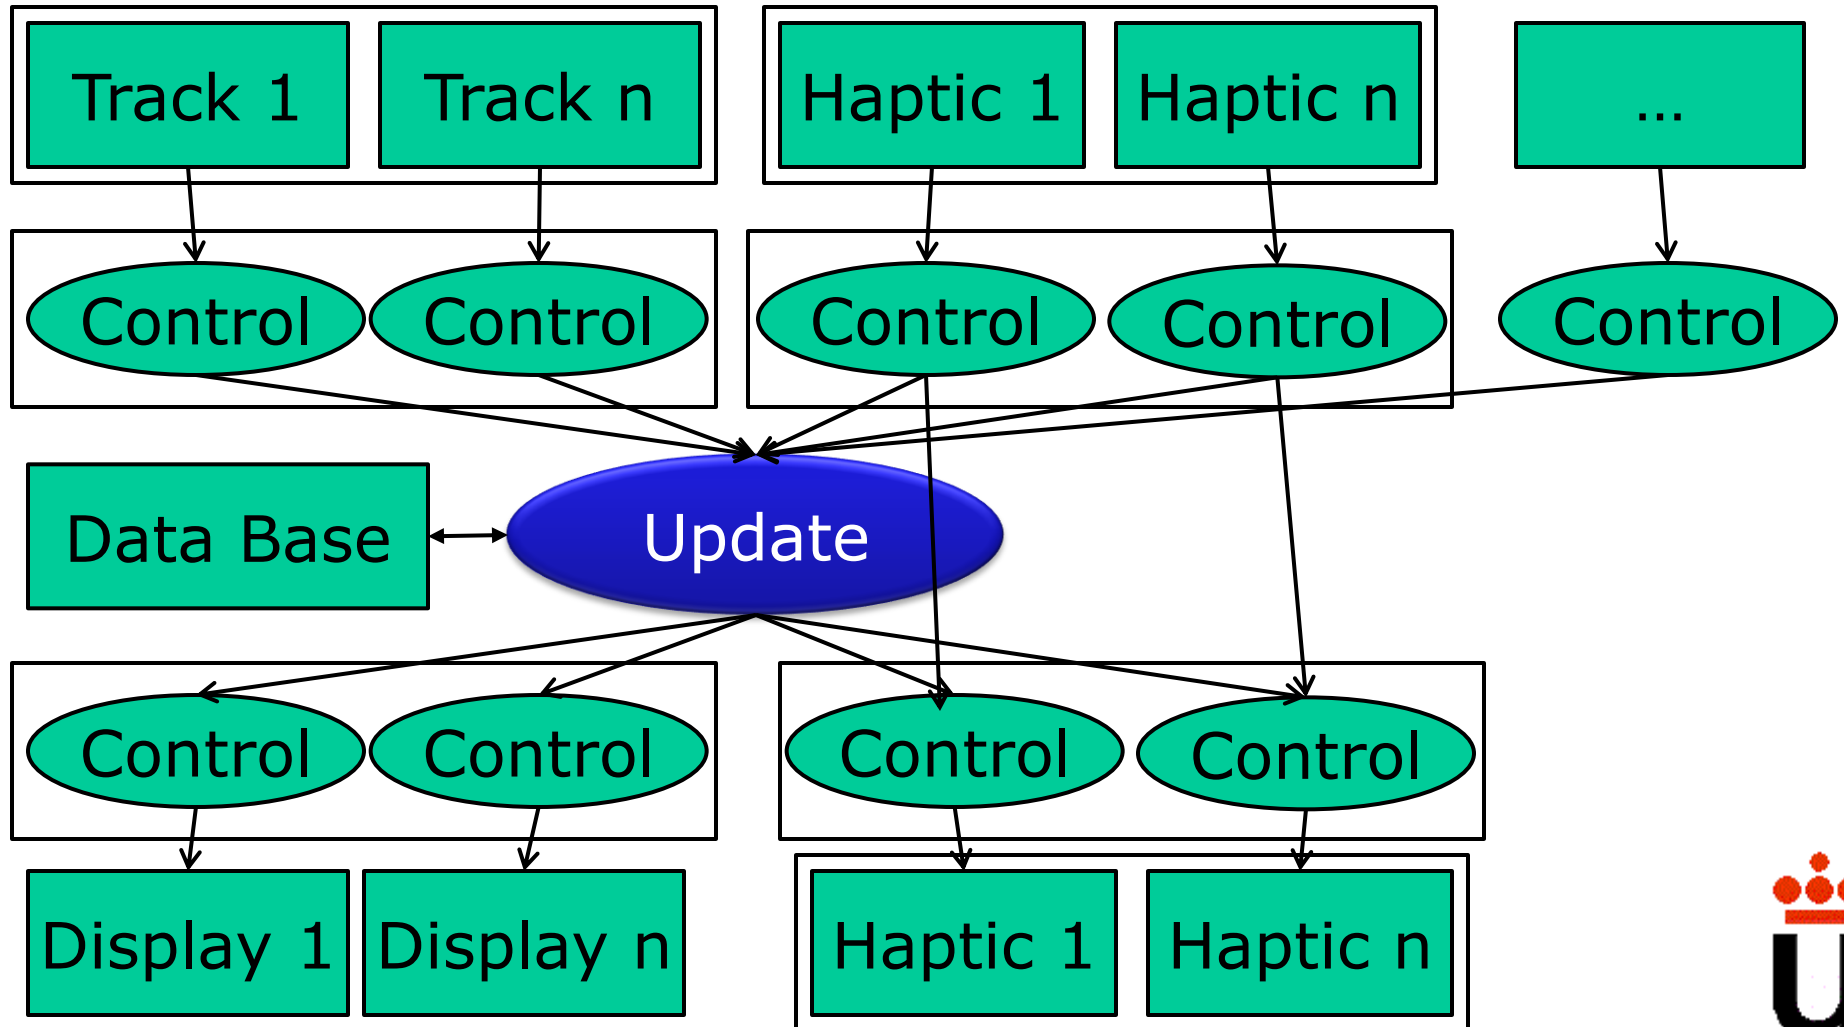 Track 1
Track n
Haptic 1
Haptic n
...
Control
Control
Control
Control
Control
Data Base
Update
Control
Control
Control
Control
Display 1
Display n
Haptic 1
Haptic n
U